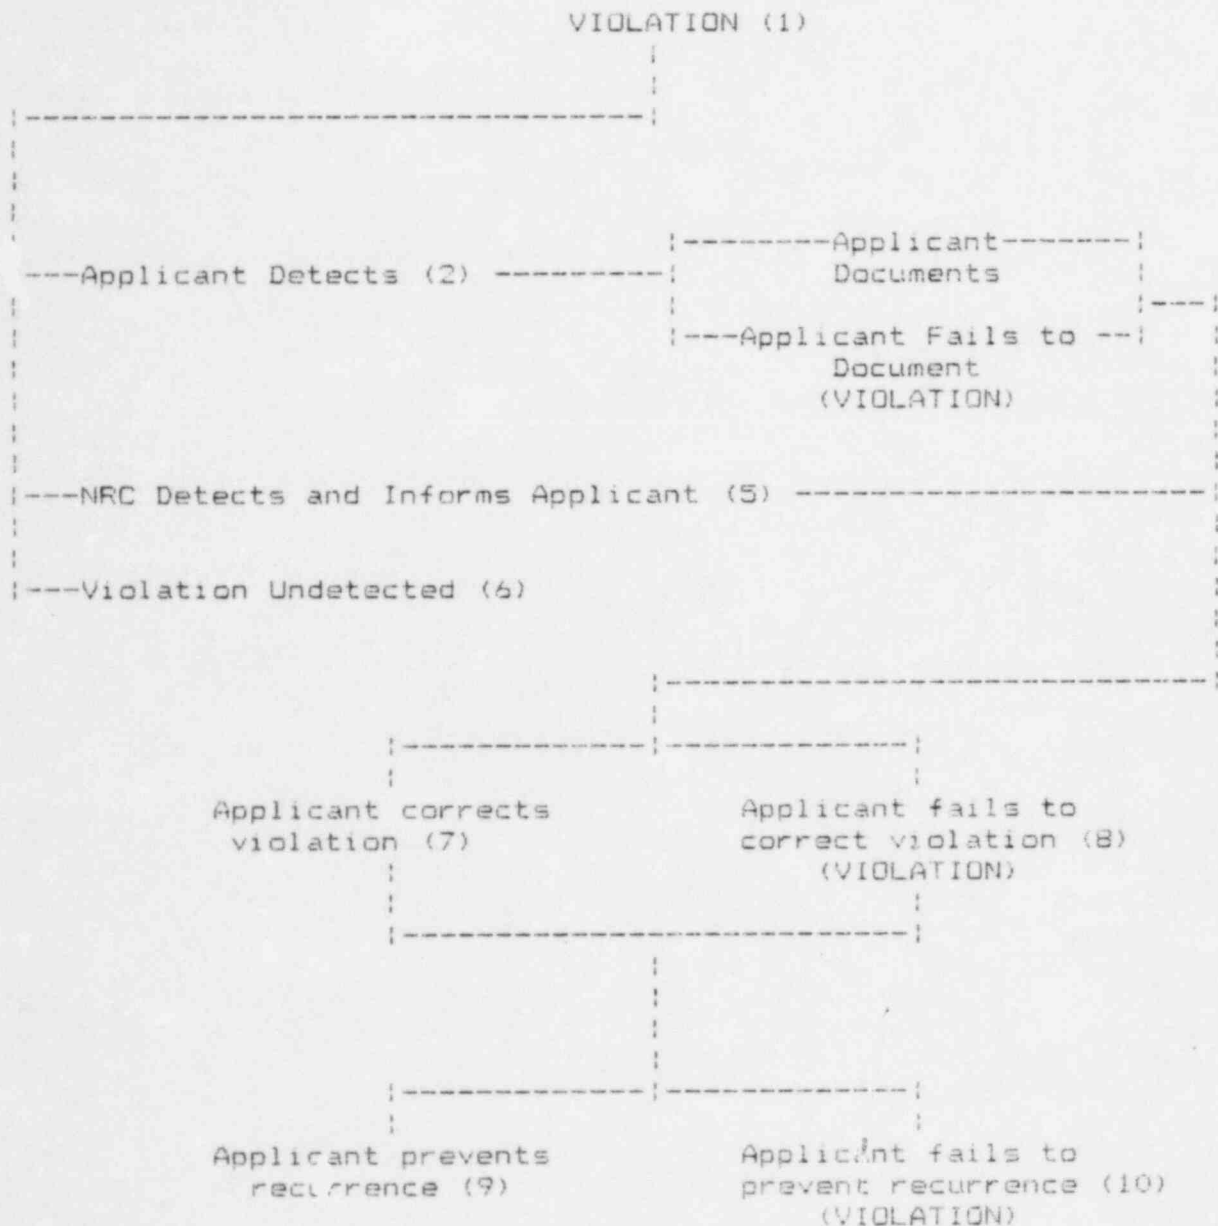 VIOLATION (1)
---Applicant Detects (2) ----------
--------Applicant-------
Documents
---Applicant Fails to --
Document
(VIOLATION)
---NRC Detects and Informs Applicant (5) --------------------------
---Violation Undetected (6)
Applicant corrects
violation (7)
Applicant fails to
correct violation (8)
(VIOLATION)
Applicant prevents
recurrence (9)
Applicant fails to
prevent recurrence (10)
(VIOLATION)